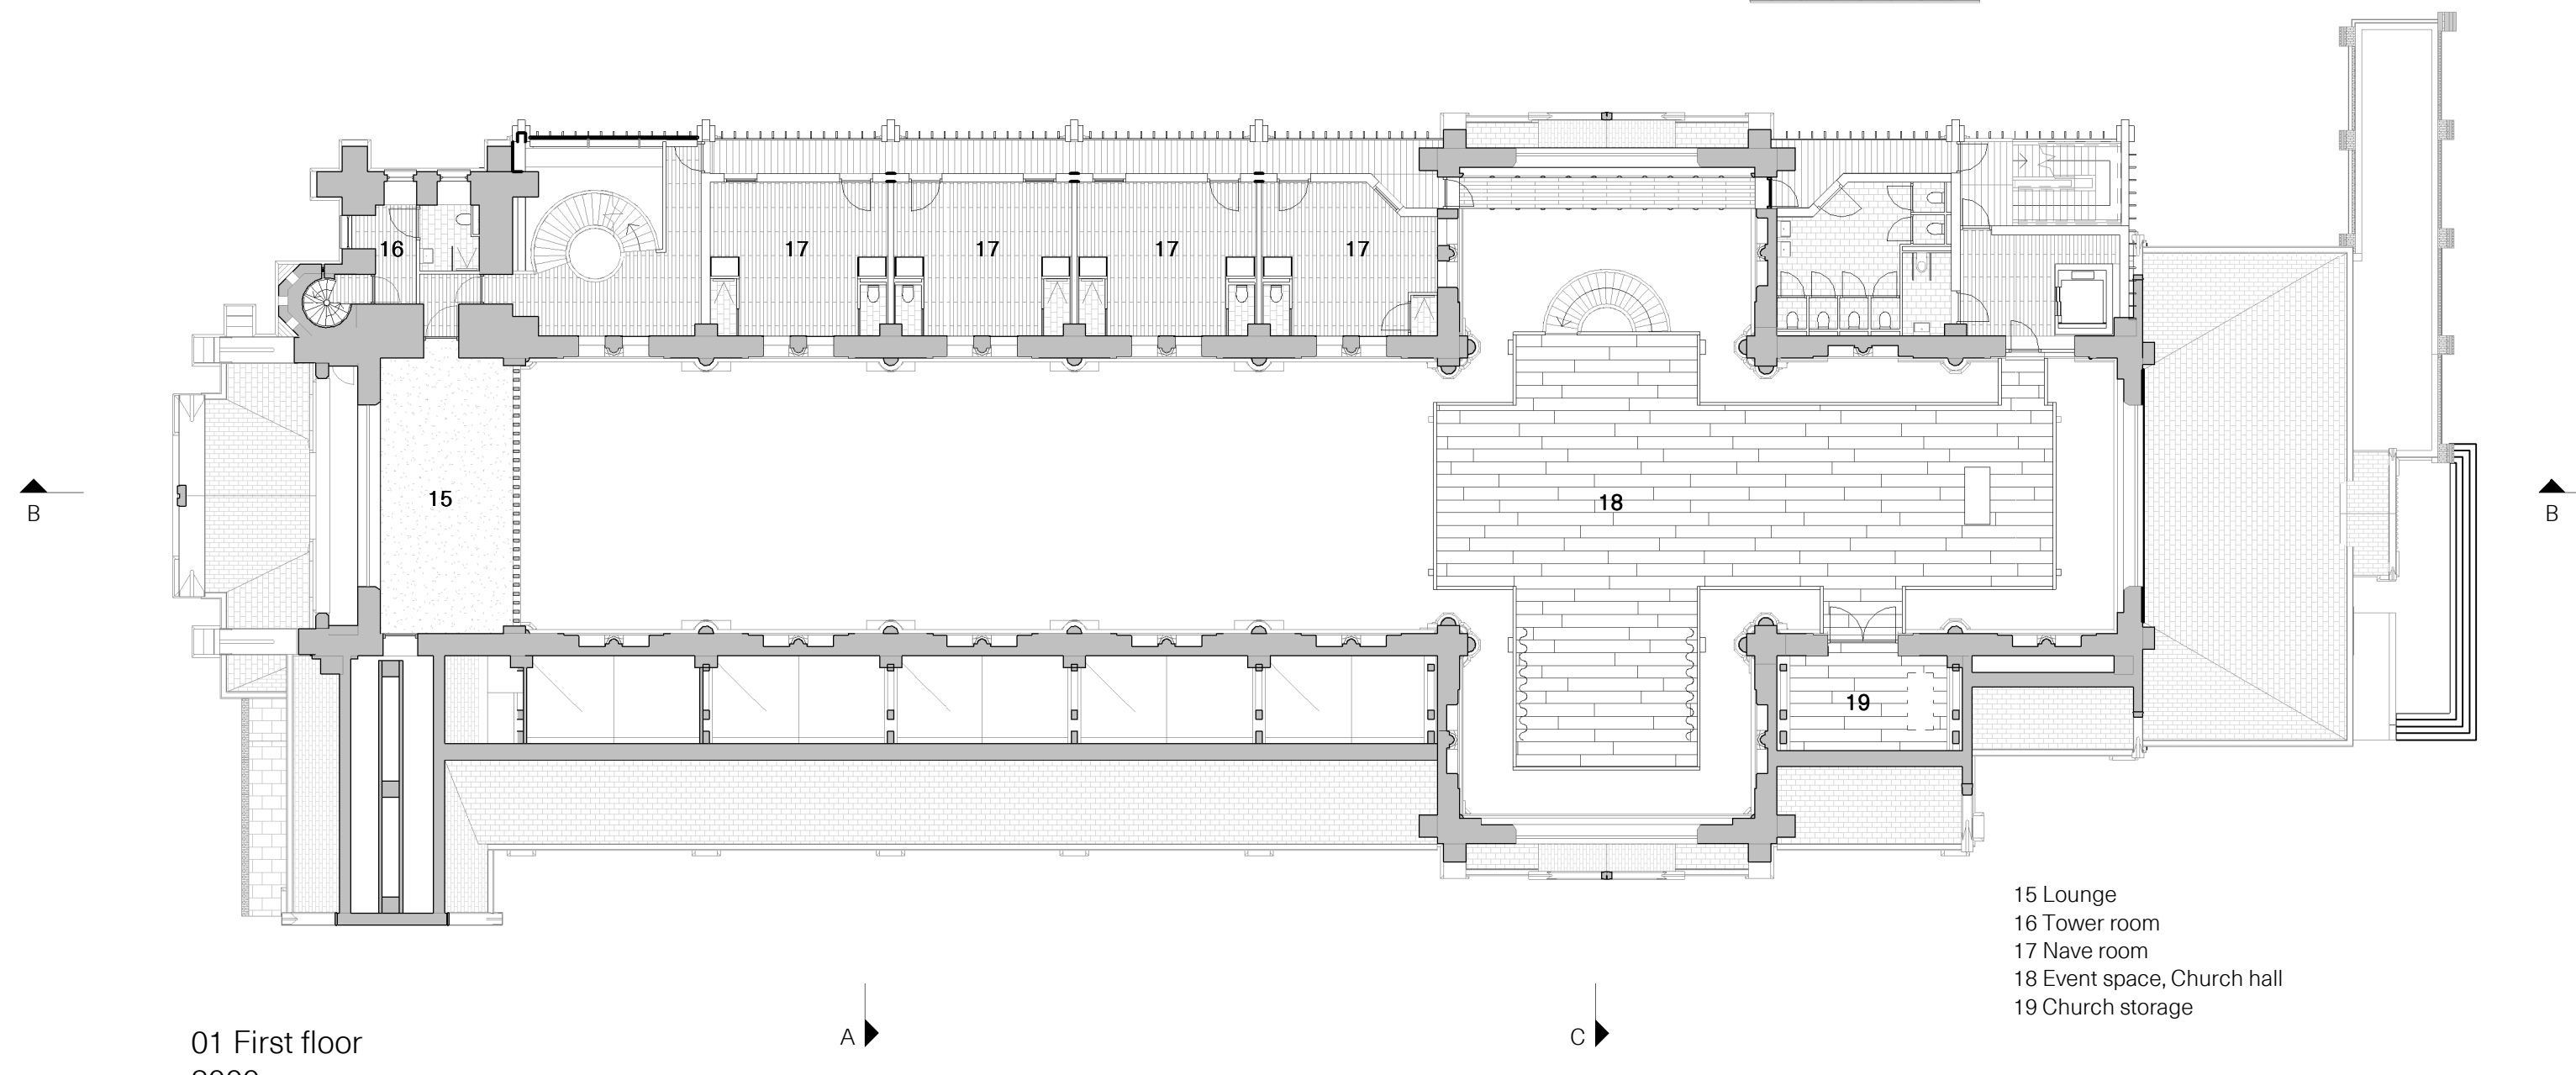 16
17
17
17
17
15
18
B
B
19
15 Lounge
16 Tower room
17 Nave room
18 Event space, Church hall
19 Church storage
A
C
01 First floor